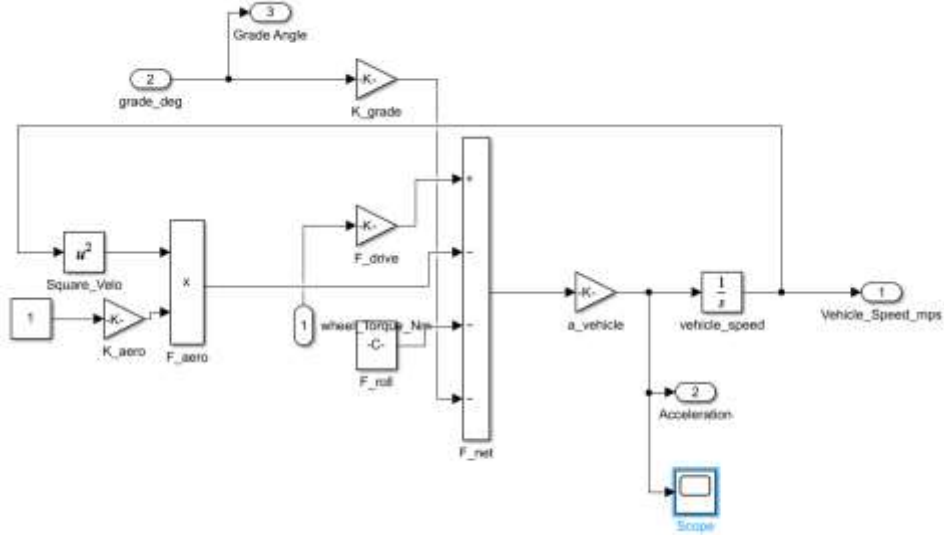 3
Grade Angle
2
grade_deg
-K-
K_grade
+
-K-
F_drive
u²
Square_Velo
-
x
F_aero
1
-K-
K_aero
1
wheel_Torque_Nm
-
-C-
F_roll
-
F_net
-K-
a_vehicle
1
s
vehicle_speed
1
Vehicle_Speed_mps
2
Acceleration
Scope